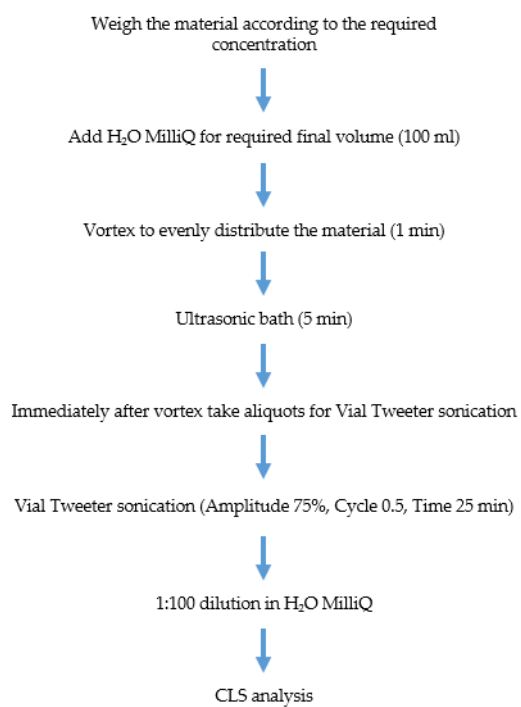 Weigh the material according to the required
concentration
Add H₂O MilliQ for required final volume (100 ml)
Vortex to evenly distribute the material (1 min)
Ultrasonic bath (5 min)
Immediately after vortex take aliquots for Vial Tweeter sonication
Vial Tweeter sonication (Amplitude 75%, Cycle 0.5, Time 25 min)
1:100 dilution in H₂O MilliQ
CLS analysis